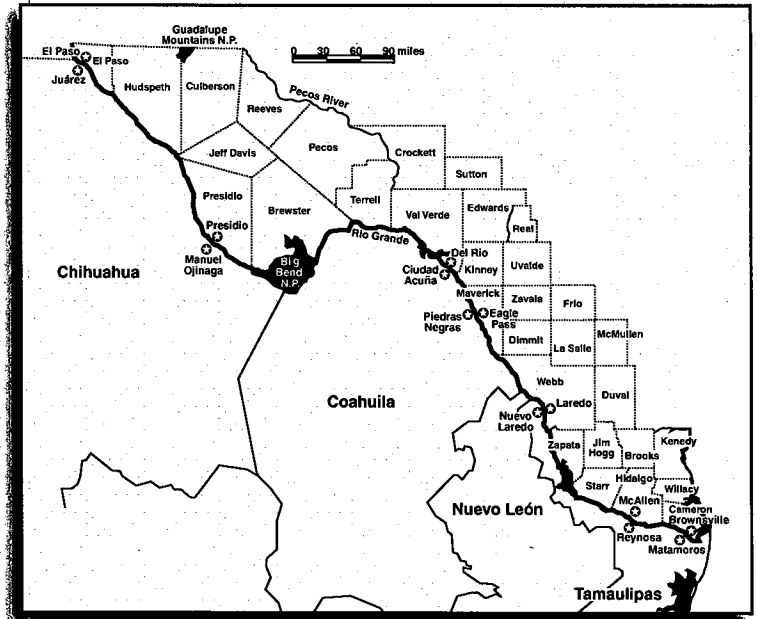 Guadalupe
Mountains N.P.
0 30 60 90 miles
El Paso
El Paso
Juárez
Hudspeth
Culberson
Reeves
Pecos River
Jeff Davis
Pecos
Crockett
Sutton
Terrell
Val Verde
Edwards
Real
Presidio
Brewster
Presidio
Manuel
Ojinaga
Rio Grande
Big
Bend
N.P.
Chihuahua
Del Rio
Ciudad
Acuña
Kinney
Uvalde
Maverick
Zavala
Frio
Piedras
Negras
Eagle
Pass
Dimmit
La Salle
McMullen
Webb
Duval
Coahuila
Laredo
Nuevo
Laredo
Zapata
Jim
Hogg
Brooks
Kenedy
Starr
Hidalgo
Willacy
McAllen
Cameron
Brownsville
Nuevo León
Reynosa
Matamoros
Tamaulipas